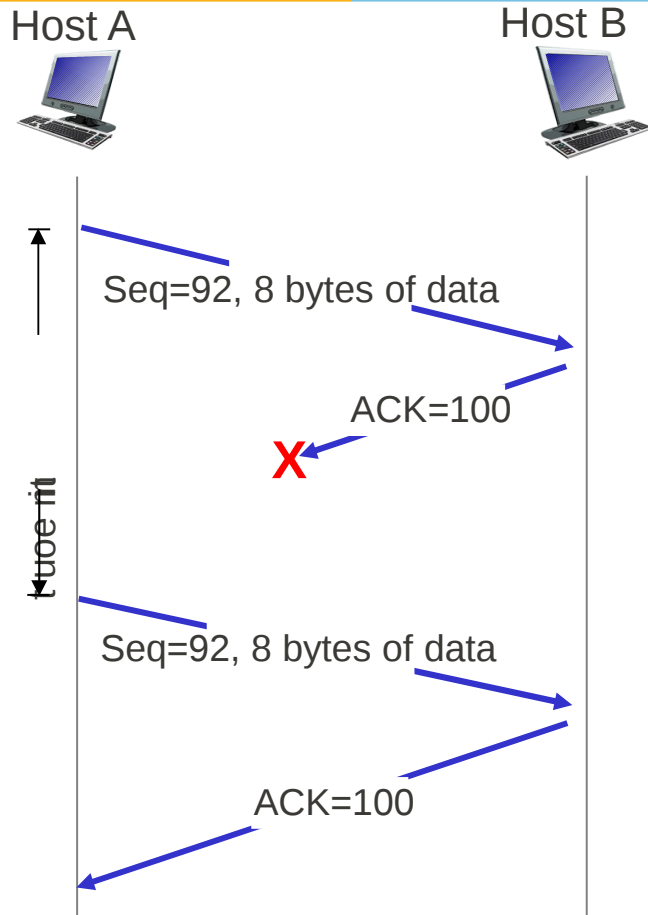 Host A
Host B
Seq=92, 8 bytes of data
ACK=100
X
Seq=92, 8 bytes of data
ACK=100